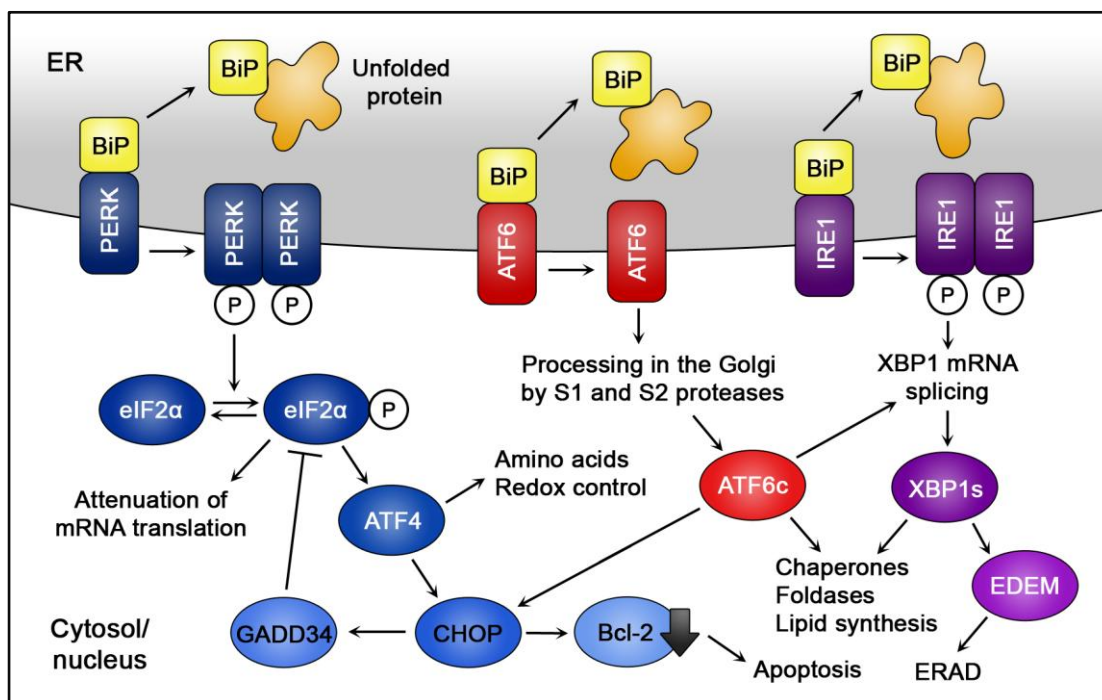 ER
BiP
Unfolded
protein
BiP
BiP
BiP
BiP
BiP
PERK
PERK
PERK
ATF6
ATF6
IRE1
IRE1
IRE1
P
P
P
P
Processing in the Golgi
by S1 and S2 proteases
XBP1 mRNA
splicing
eIF2α
eIF2α
P
Attenuation of
mRNA translation
ATF4
Amino acids
Redox control
ATF6c
XBP1s
Chaperones
Foldases
Lipid synthesis
EDEM
Cytosol/
nucleus
GADD34
CHOP
Bcl-2
Apoptosis
ERAD